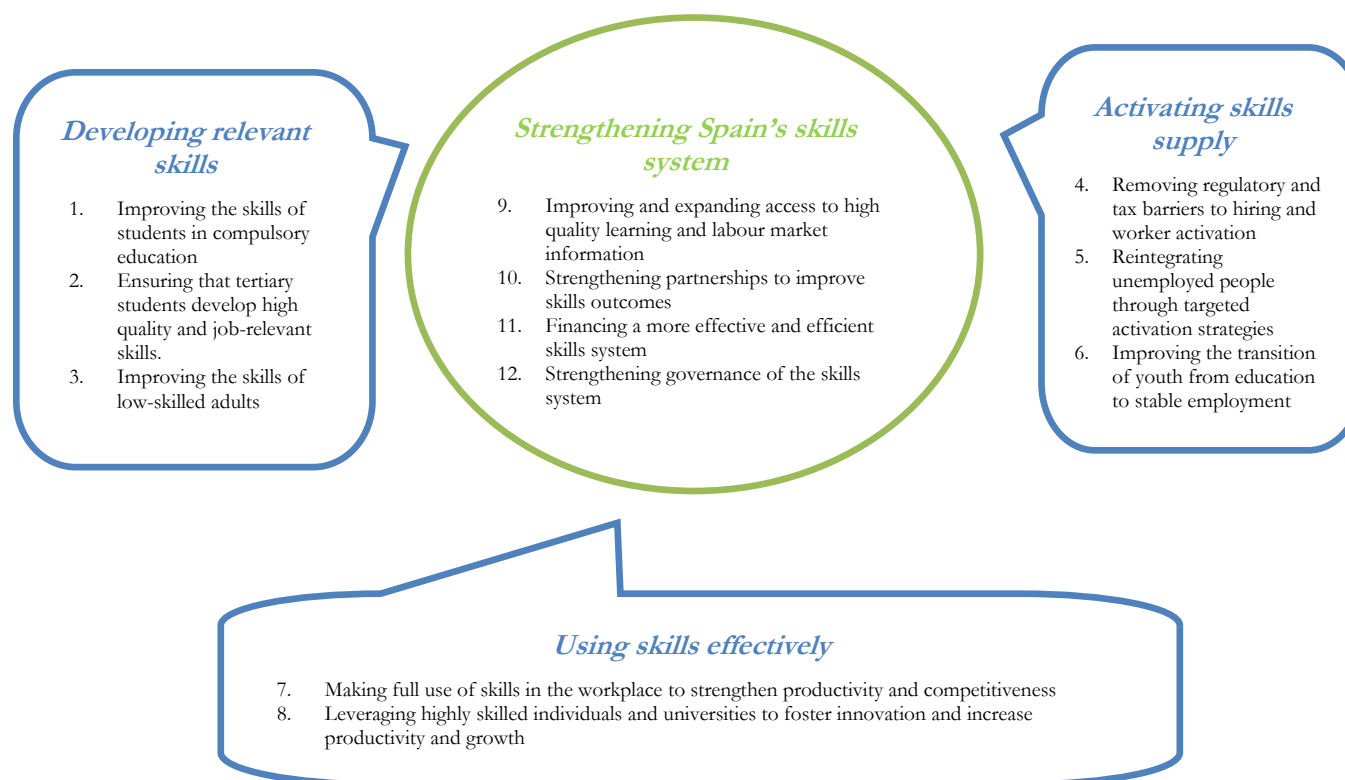 Developing relevant
skills
1. Improving the skills of
students in compulsory
education
2. Ensuring that tertiary
students develop high
quality and job-relevant
skills.
3. Improving the skills of
low-skilled adults
Strengthening Spain's skills
system
9. Improving and expanding access to high
quality learning and labour market
information
10. Strengthening partnerships to improve
skills outcomes
11. Financing a more effective and efficient
skills system
12. Strengthening governance of the skills
system
Activating skills
supply
4. Removing regulatory and
tax barriers to hiring and
worker activation
5. Reintegrating
unemployed people
through targeted
activation strategies
6. Improving the transition
of youth from education
to stable employment
Using skills effectively
7. Making full use of skills in the workplace to strengthen productivity and competitiveness
8. Leveraging highly skilled individuals and universities to foster innovation and increase
productivity and growth